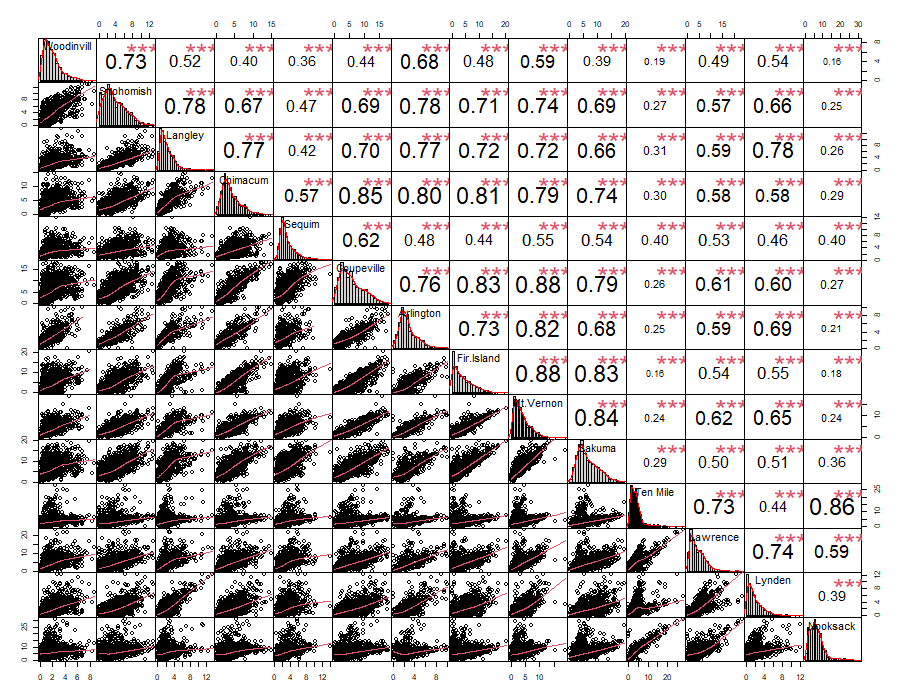 0 4 8 12 0 5 10 15 0 5 10 15 0 5 10 20 0 5 10 20 0 5 15 0 10 20 30
Woodinvill 0.73 *** 0.52 *** 0.40 *** 0.36 *** 0.44 *** 0.68 *** 0.48 *** 0.59 *** 0.39 *** 0.19 *** 0.49 *** 0.54 *** 0.16 *** 0 4 8
0 4 8 Snohomish 0.78 *** 0.67 *** 0.47 *** 0.69 *** 0.78 *** 0.71 *** 0.74 *** 0.69 *** 0.27 *** 0.57 *** 0.66 *** 0.25 ***
Langley 0.77 *** 0.42 *** 0.70 *** 0.77 *** 0.72 *** 0.72 *** 0.66 *** 0.31 *** 0.59 *** 0.78 *** 0.26 *** 0 4 8
0 5 10 Chimacum 0.57 *** 0.85 *** 0.80 *** 0.81 *** 0.79 *** 0.74 *** 0.30 *** 0.58 *** 0.58 *** 0.29 ***
Sequim 0.62 *** 0.48 *** 0.44 *** 0.55 *** 0.54 *** 0.40 *** 0.53 *** 0.46 *** 0.40 *** 0 4 8 14
0 5 15 Coupeville 0.76 *** 0.83 *** 0.88 *** 0.79 *** 0.26 *** 0.61 *** 0.60 *** 0.27 ***
Arlington 0.73 *** 0.82 *** 0.68 *** 0.25 *** 0.59 *** 0.69 *** 0.21 *** 0 4 8
0 10 20 Fir.Island 0.88 *** 0.83 *** 0.16 *** 0.54 *** 0.55 *** 0.18 ***
Mt.Vernon 0.84 *** 0.24 *** 0.62 *** 0.65 *** 0.24 *** 0 10
0 10 20 Sakuma 0.29 *** 0.50 *** 0.51 *** 0.36 ***
Ten Mile 0.73 *** 0.44 *** 0.86 *** 0 10 25
0 10 20 Lawrence 0.74 *** 0.59 ***
Lynden 0.39 *** 0 4 8 12
0 10 25 Nooksack
0 2 4 6 8 0 4 8 12 0 4 8 12 0 4 8 0 5 10 0 10 20 0 2 4 6 8 12